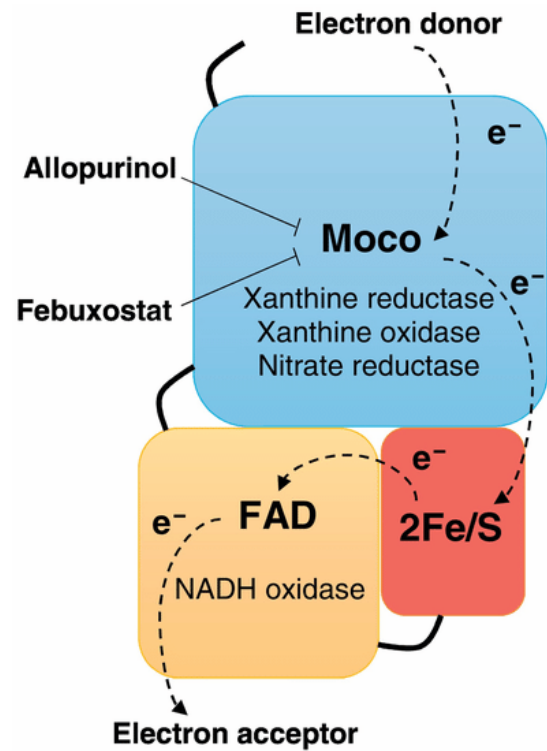 Electron donor
e⁻
Allopurinol
Moco
e⁻
Febuxostat
Xanthine reductase
Xanthine oxidase
Nitrate reductase
e⁻
e⁻
FAD
2Fe/S
NADH oxidase
Electron acceptor